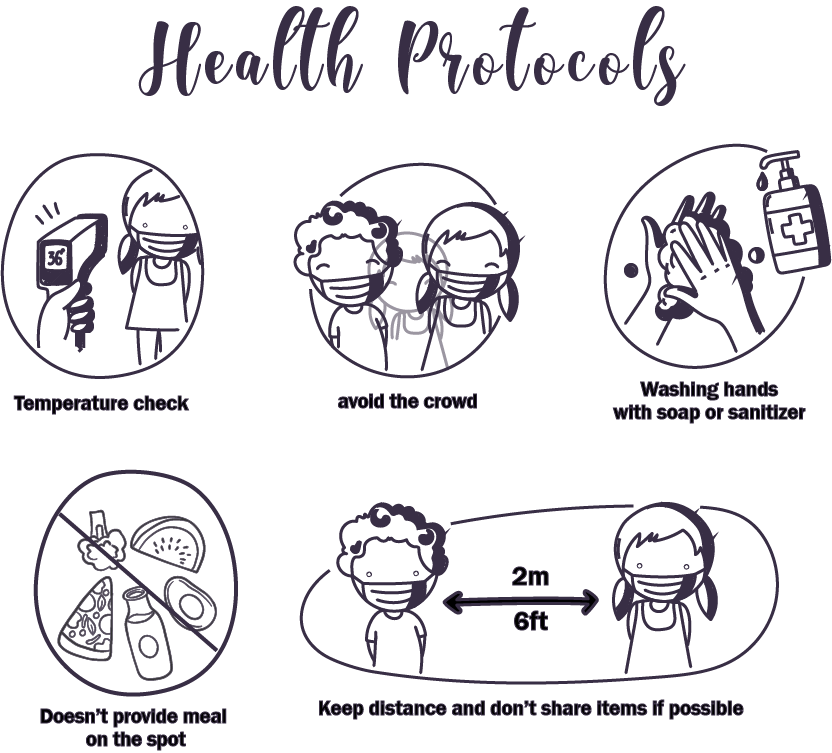 Health Protocols
36°
Temperature check
avoid the crowd
Washing hands
with soap or sanitizer
Doesn't provide meal
on the spot
2m
6ft
Keep distance and don't share items if possible